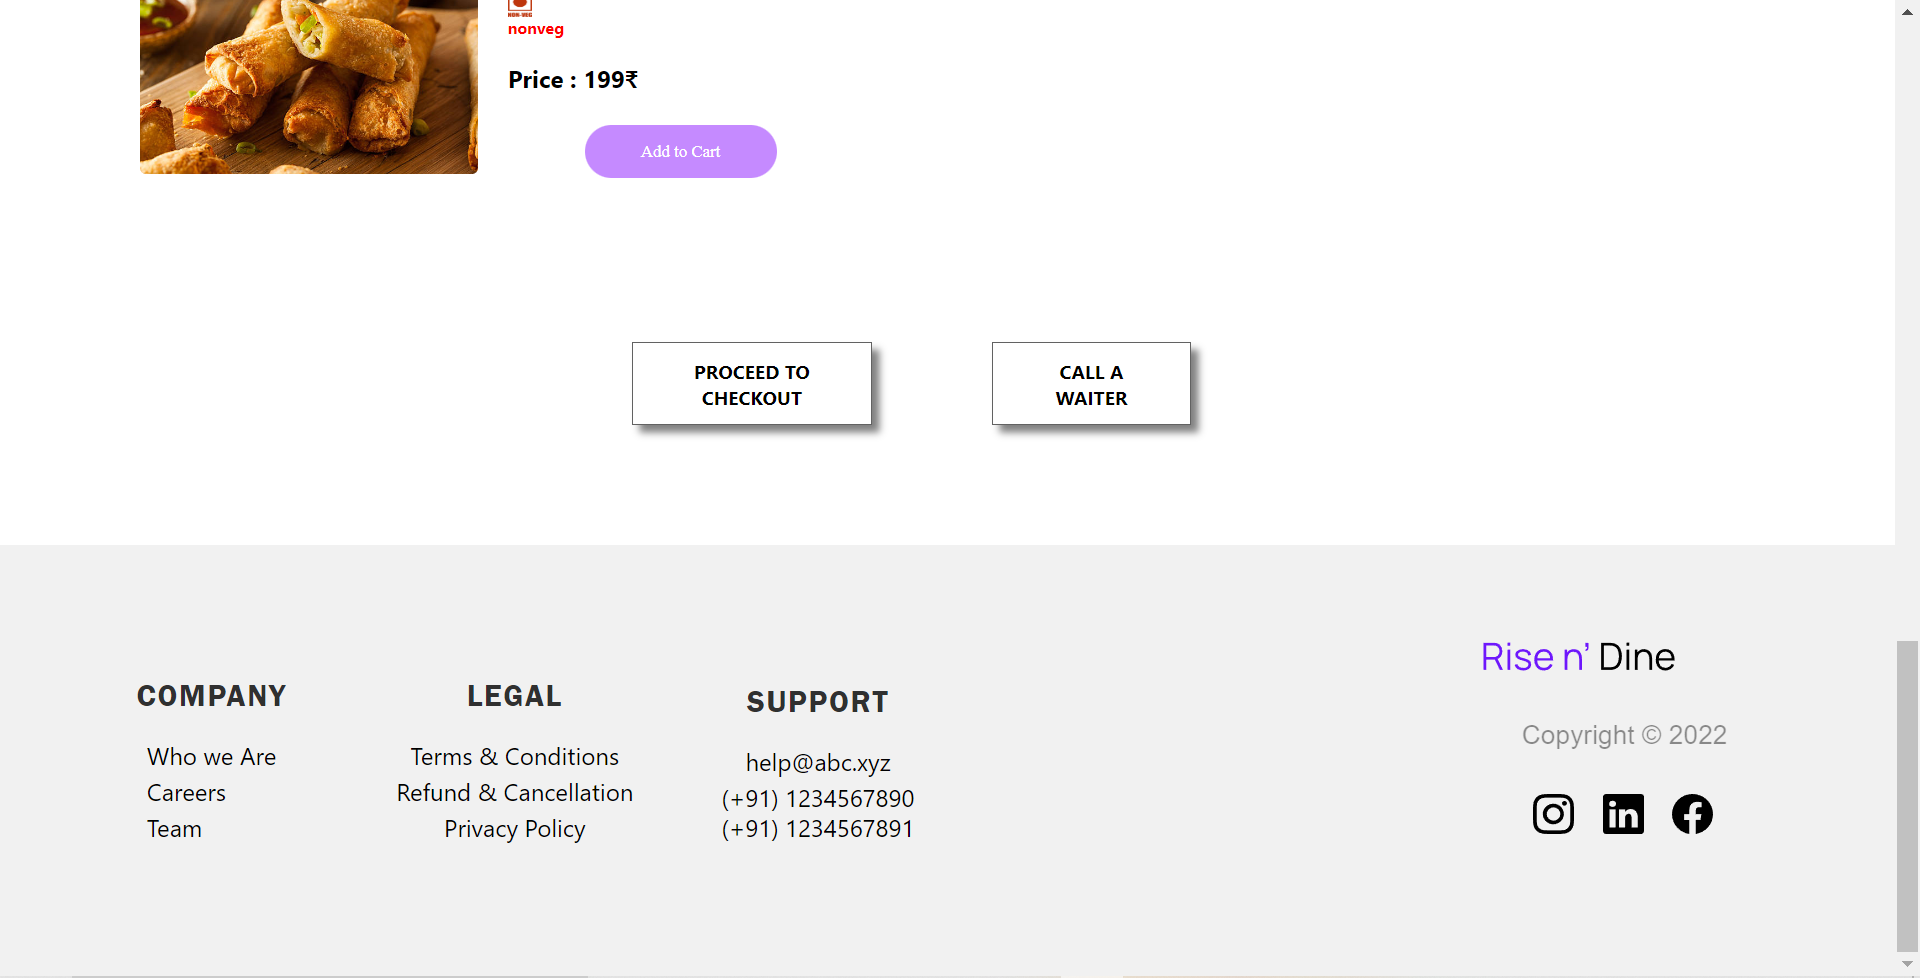 NON-VEG
nonveg
Price : 199₹
Add to Cart
PROCEED TO
CHECKOUT
CALL A
WAITER
COMPANY
Who we Are
Careers
Team
LEGAL
Terms & Conditions
Refund & Cancellation
Privacy Policy
SUPPORT
help@abc.xyz
(+91) 1234567890
(+91) 1234567891
Rise n’ Dine
Copyright © 2022
in